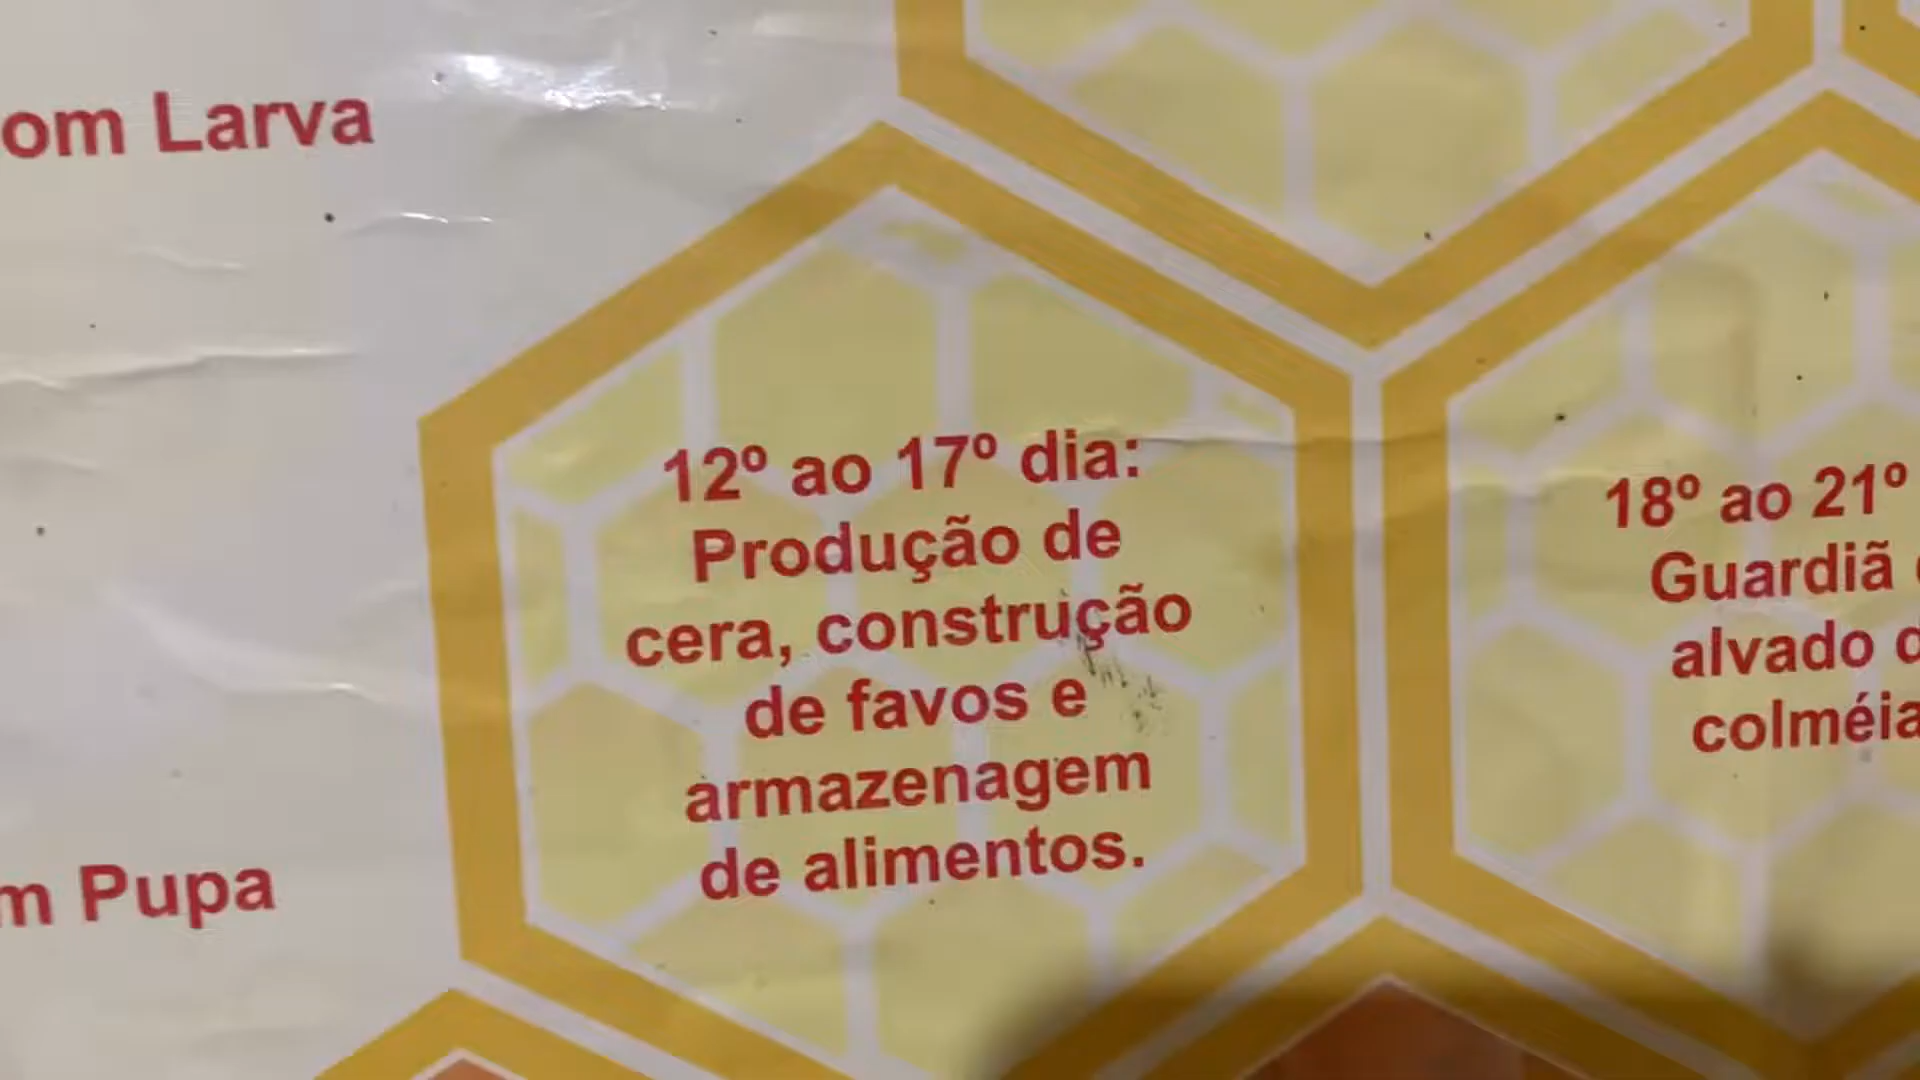 Larva
12º ao 17º dia:
Produção de
cera, construção
de favos e
armazenagem
de alimentos.
18º ao 21º
Guardiã
alvado
colméia
Pupa